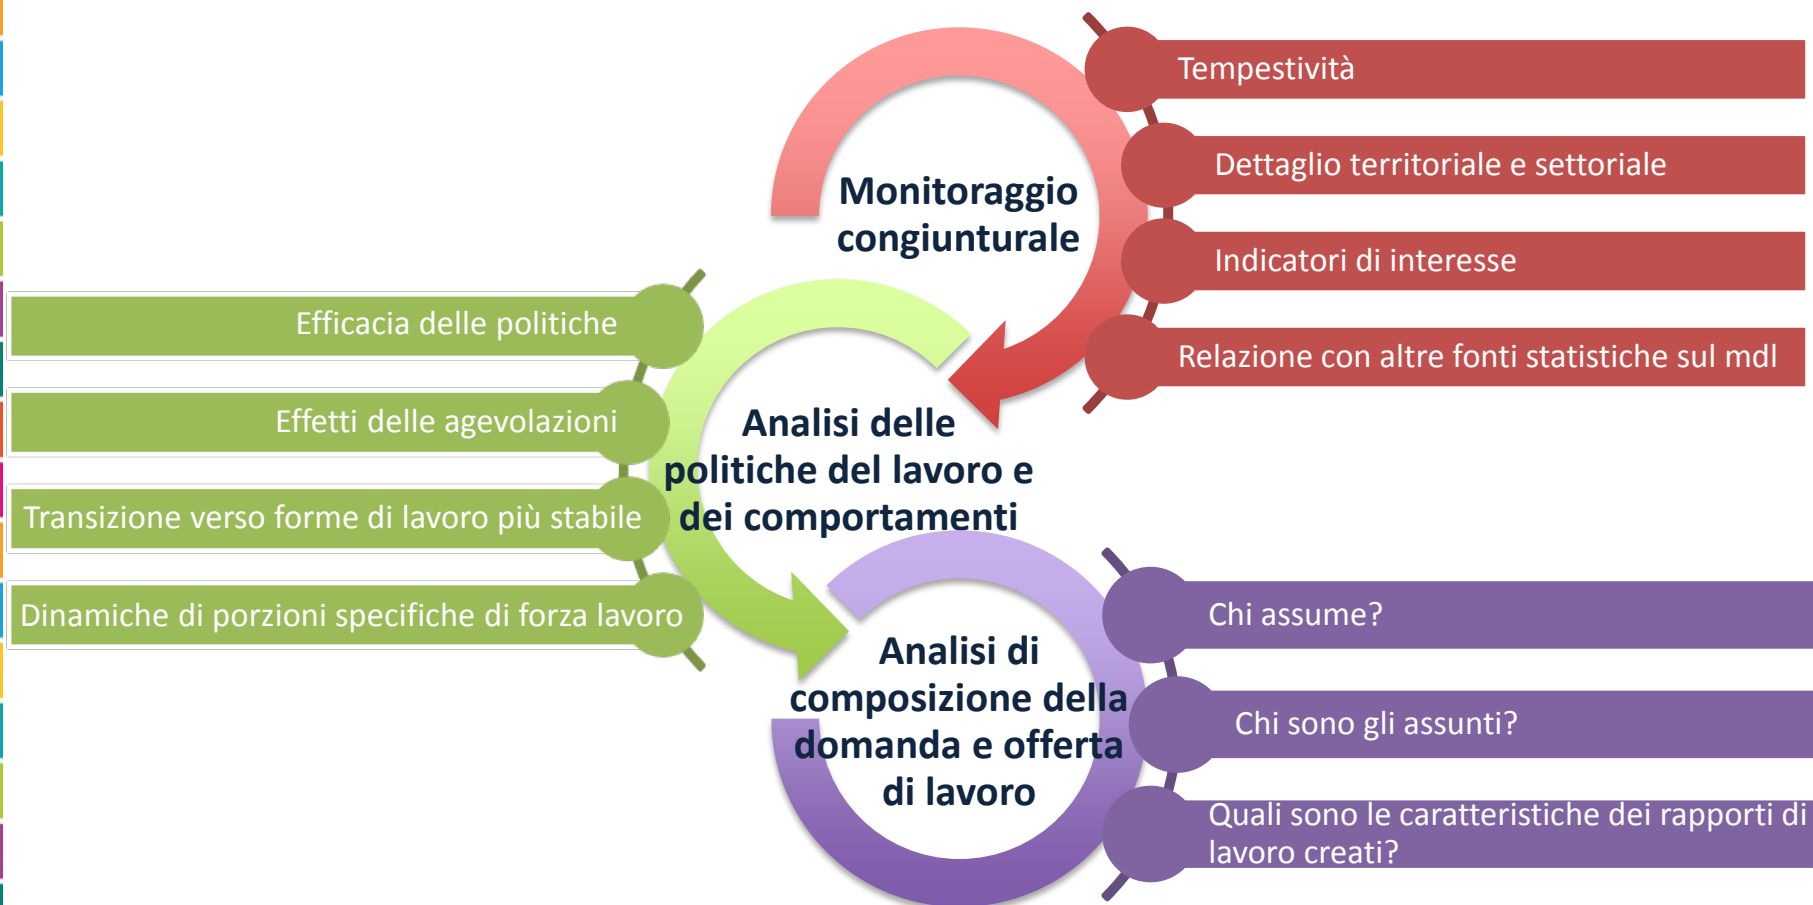 Monitoraggio
congiunturale
Tempestività
Dettaglio territoriale e settoriale
Indicatori di interesse
Relazione con altre fonti statistiche sul mdl
Analisi delle
politiche del lavoro e
dei comportamenti
Efficacia delle politiche
Effetti delle agevolazioni
Transizione verso forme di lavoro più stabile
Dinamiche di porzioni specifiche di forza lavoro
Analisi di
composizione della
domanda e offerta
di lavoro
Chi assume?
Chi sono gli assunti?
Quali sono le caratteristiche dei rapporti di
lavoro creati?